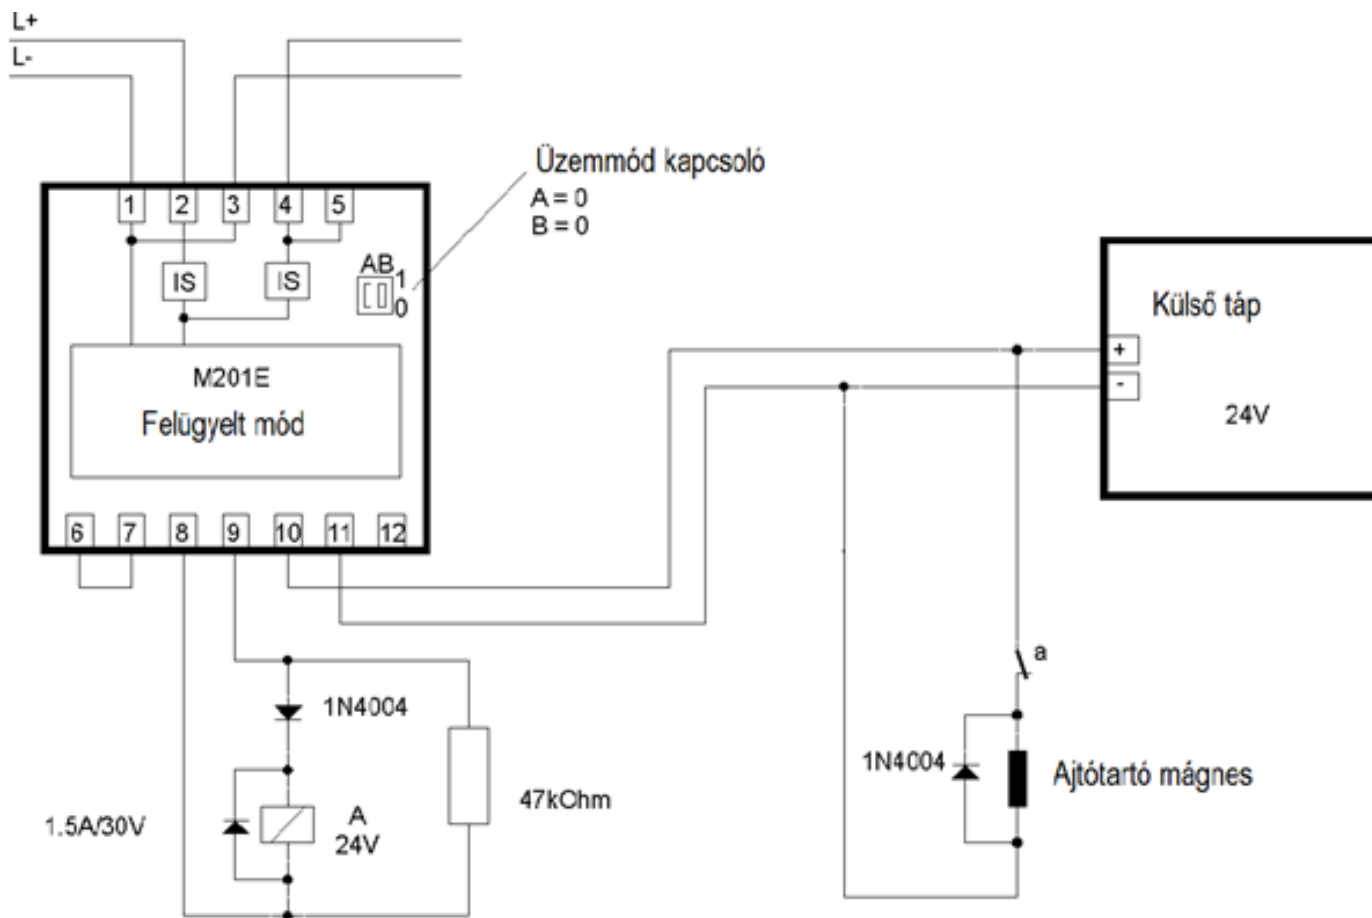 L+
L-
Üzemmód kapcsoló
A = 0
B = 0
1 2 3 4 5
IS IS
AB 1
0
M201E
Felügyelt mód
6 7 8 9 10 11 12
Külső táp
+
-
24V
a
1N4004
47kOhm
1.5A/30V
A
24V
1N4004
Ajtótartó mágnes